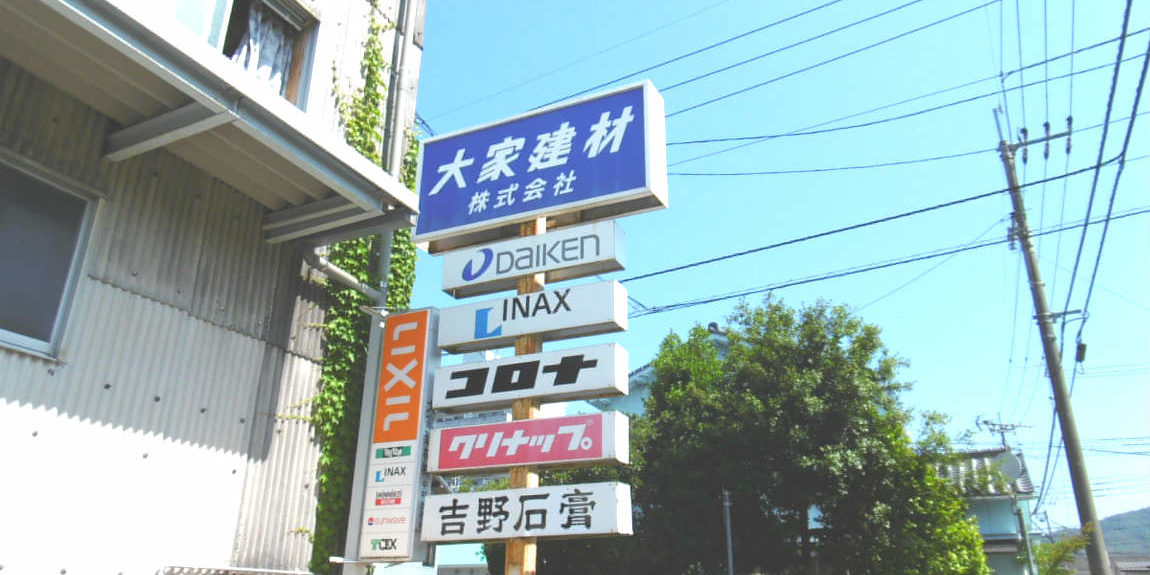 大家建材
株式会社
DAIKEN
INAX
コロナ
クリナップ
吉野石膏
LIXIL
INAX
sunwave
TOEX